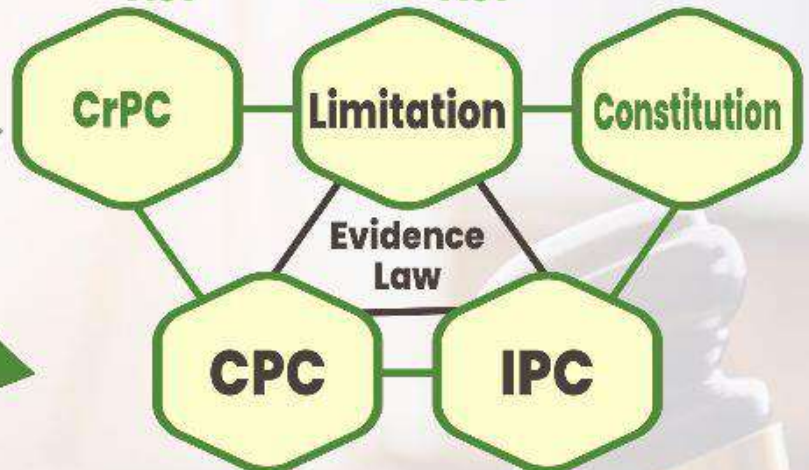 CrPC
Limitation
Constitution
Evidence
Law
CPC
IPC